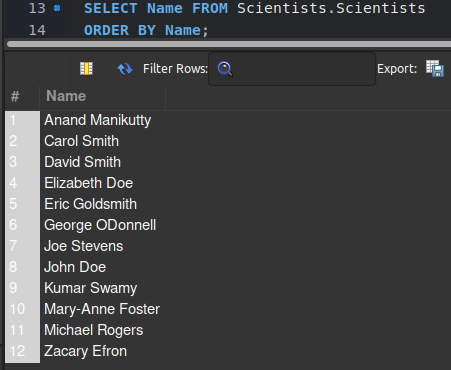 13 SELECT Name FROM Scientists.Scientists
14 ORDER BY Name;
Filter Rows: Export:
# Name
1 Anand Manikutty
2 Carol Smith
3 David Smith
4 Elizabeth Doe
5 Eric Goldsmith
6 George ODonnell
7 Joe Stevens
8 John Doe
9 Kumar Swamy
10 Mary-Anne Foster
11 Michael Rogers
12 Zacary Efron